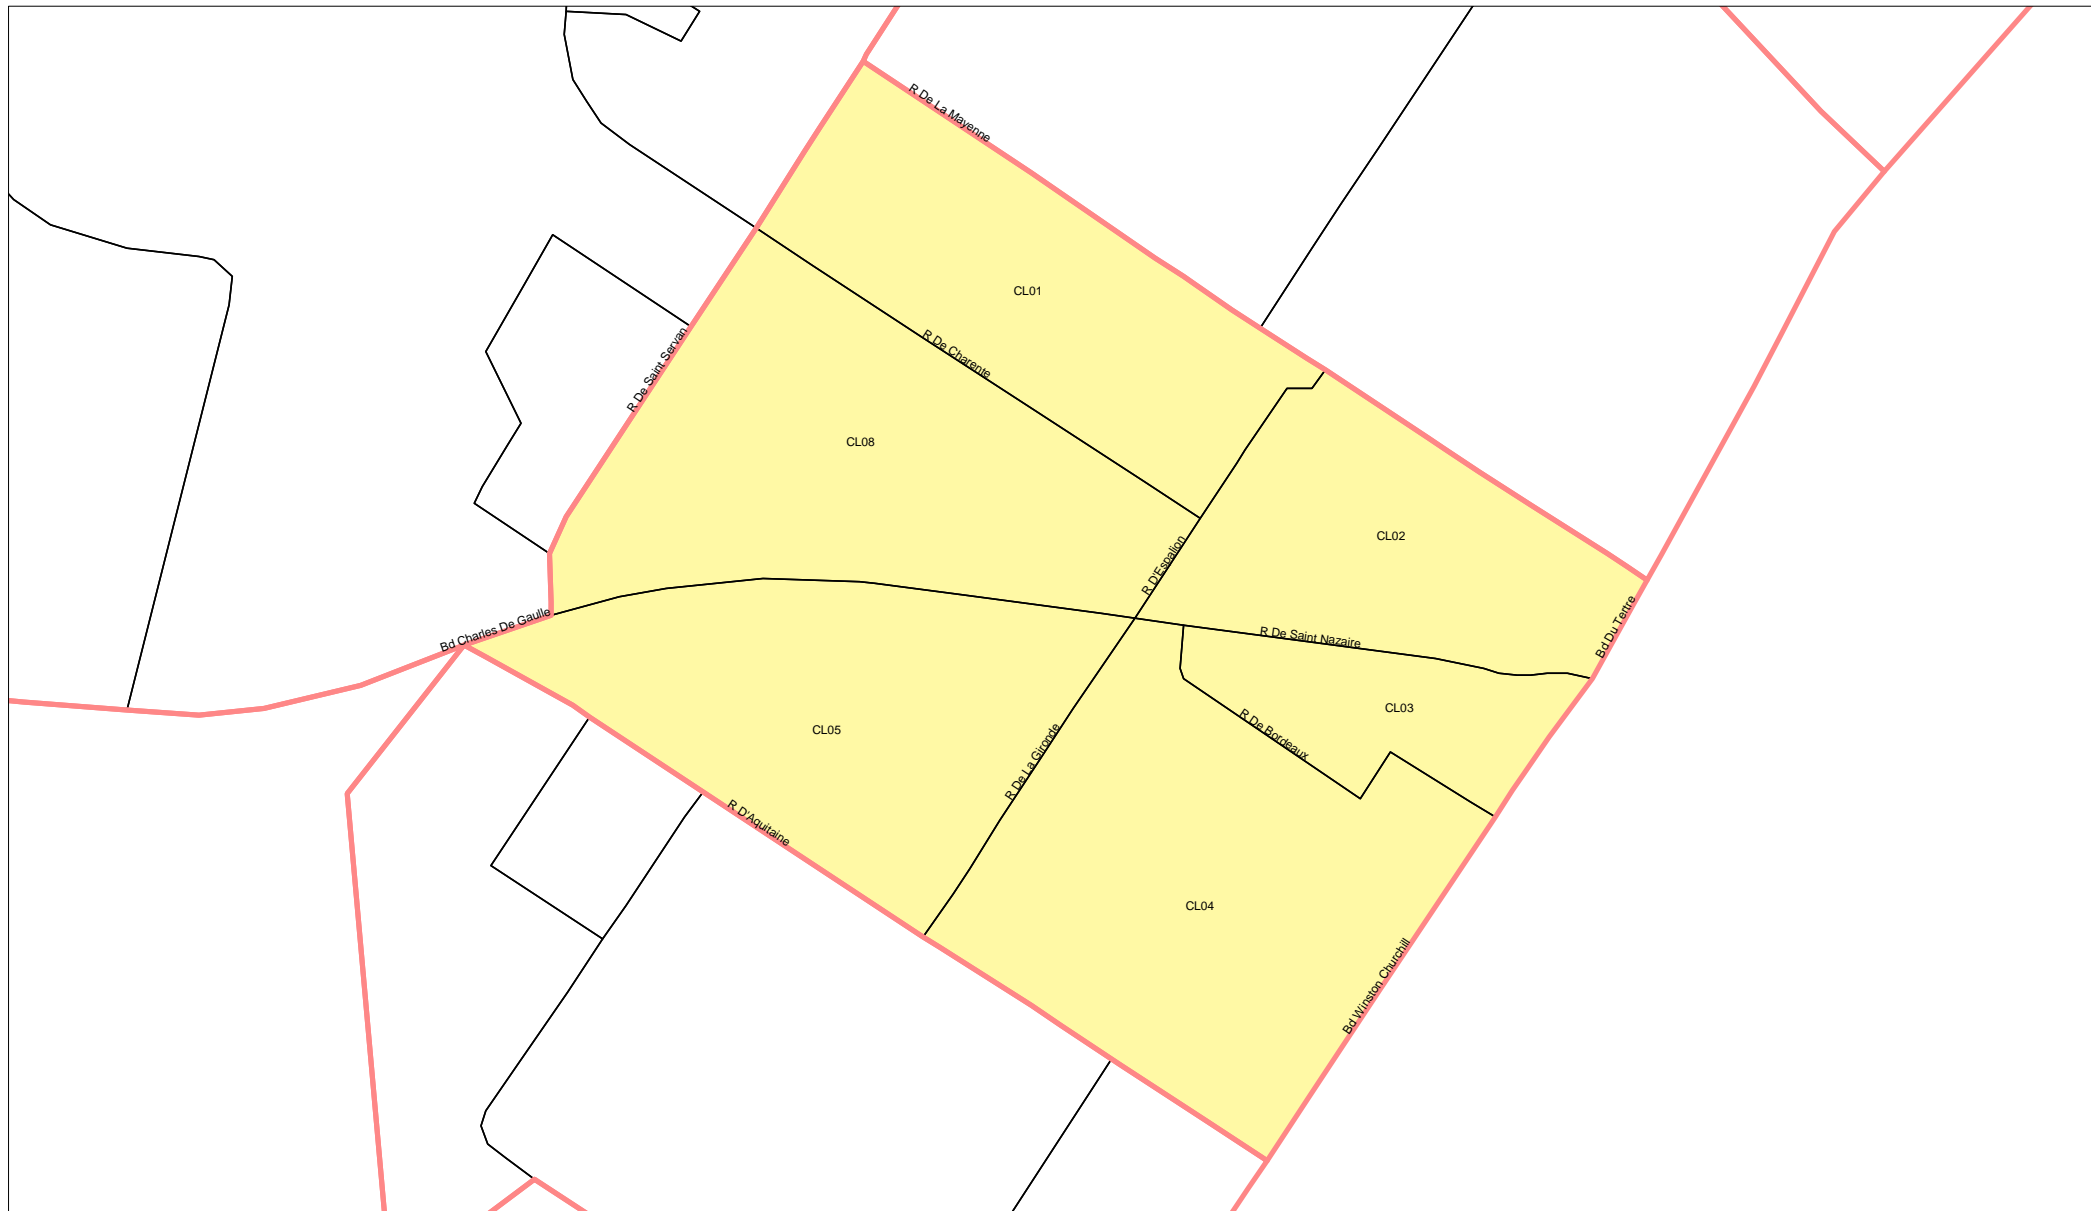 R De La Mayenne
CL01
R De Charente
R De Saint Servan
CL08
CL02
R D'Espalion
Bd Charles De Gaulle
R De Saint Nazaire
Bd Du Tertre
CL03
CL05
R De La Gironde
R De Bordeaux
R D'Aquitaine
CL04
Bd Winston Churchill